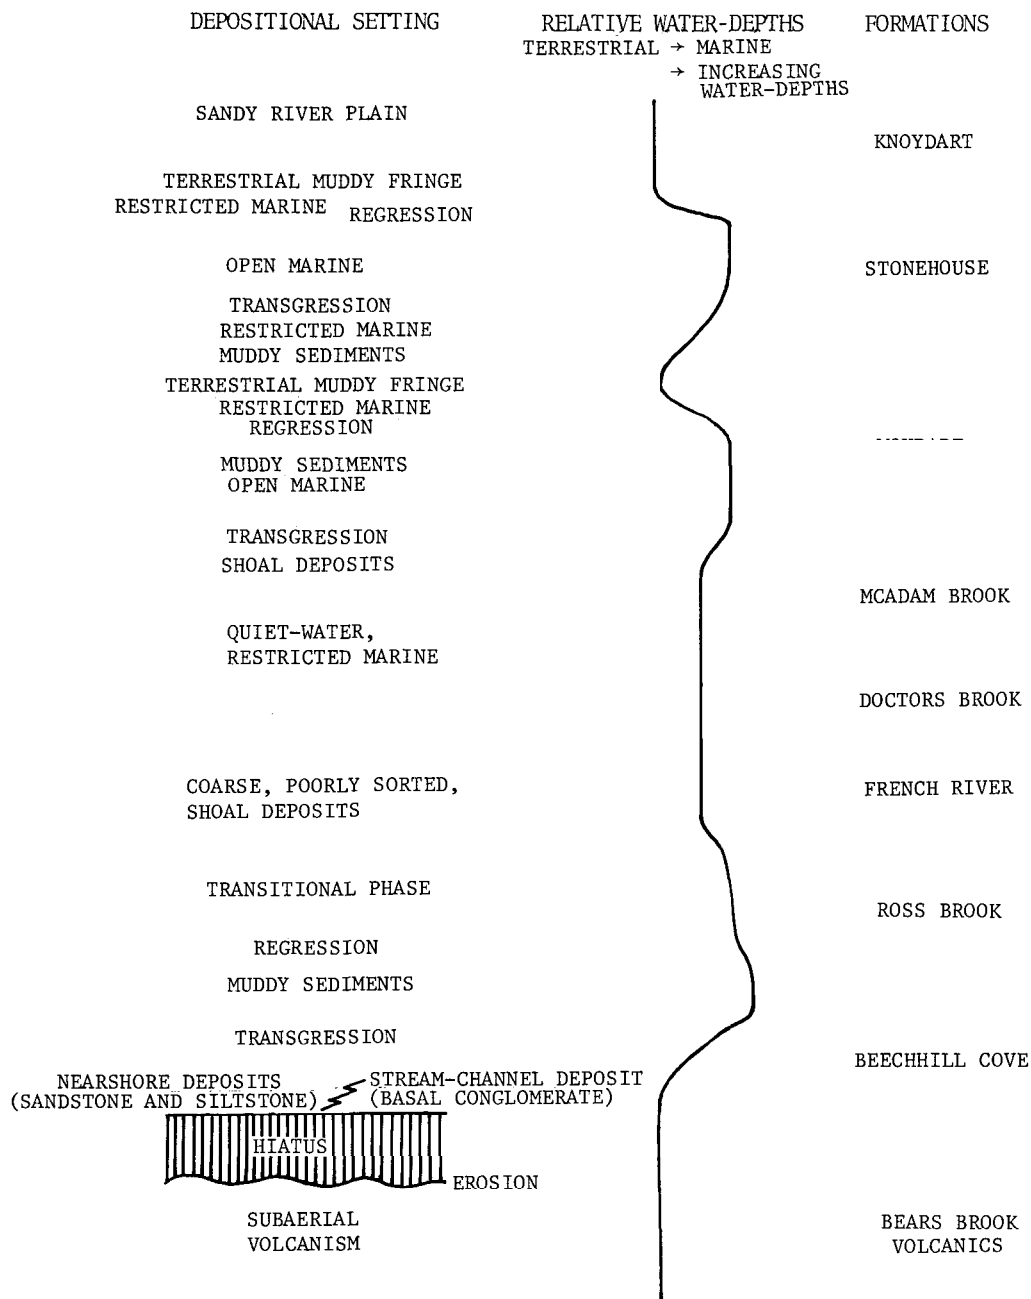 DEPOSITIONAL SETTING
RELATIVE WATER-DEPTHS
FORMATIONS
TERRESTRIAL → MARINE
→ INCREASING
WATER-DEPTHS
SANDY RIVER PLAIN
KNOYDART
TERRESTRIAL MUDDY FRINGE
RESTRICTED MARINE
REGRESSION
OPEN MARINE
STONEHOUSE
TRANSGRESSION
RESTRICTED MARINE
MUDDY SEDIMENTS
TERRESTRIAL MUDDY FRINGE
RESTRICTED MARINE
REGRESSION
MUDDY SEDIMENTS
OPEN MARINE
TRANSGRESSION
SHOAL DEPOSITS
MCADAM BROOK
QUIET-WATER,
RESTRICTED MARINE
DOCTORS BROOK
COARSE, POORLY SORTED,
SHOAL DEPOSITS
FRENCH RIVER
TRANSITIONAL PHASE
ROSS BROOK
REGRESSION
MUDDY SEDIMENTS
TRANSGRESSION
BEECHHILL COVE
NEARSHORE DEPOSITS
(SANDSTONE AND SILTSTONE)
STREAM-CHANNEL DEPOSIT
(BASAL CONGLOMERATE)
HIATUS
EROSION
SUBAERIAL
VOLCANISM
BEARS BROOK
VOLCANICS